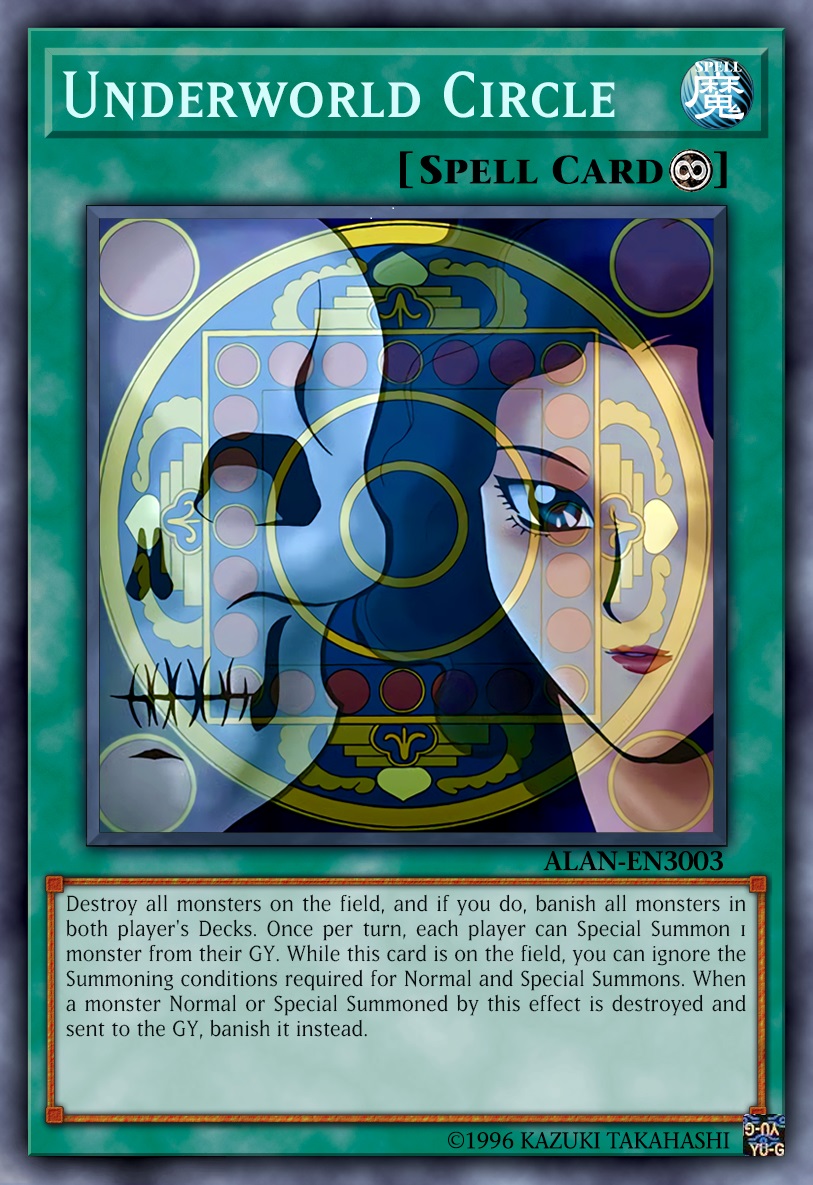 UNDERWORLD CIRCLE
SPELL
魔
[SPELL CARD]
ALAN-EN3003
Destroy all monsters on the field, and if you do, banish all monsters in
both player's Decks. Once per turn, each player can Special Summon 1
monster from their GY. While this card is on the field, you can ignore the
Summoning conditions required for Normal and Special Summons. When
a monster Normal or Special Summoned by this effect is destroyed and
sent to the GY, banish it instead.
©1996 KAZUKI TAKAHASHI
YU-G
YU-G